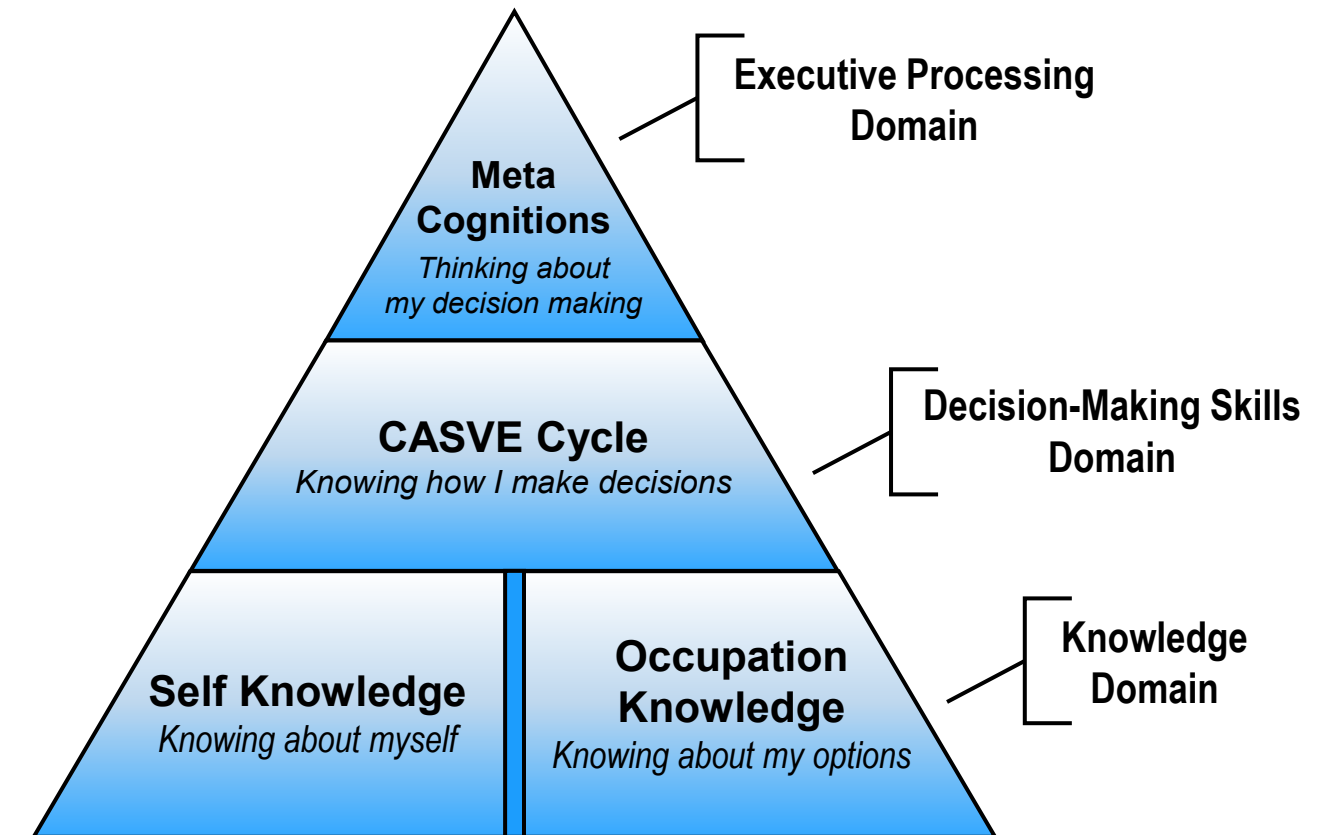 Executive Processing
Domain
Meta
Cognitions
Thinking about
my decision making
Decision-Making Skills
Domain
CASVE Cycle
Knowing how I make decisions
Knowledge
Domain
Self Knowledge
Knowing about myself
Occupation
Knowledge
Knowing about my options